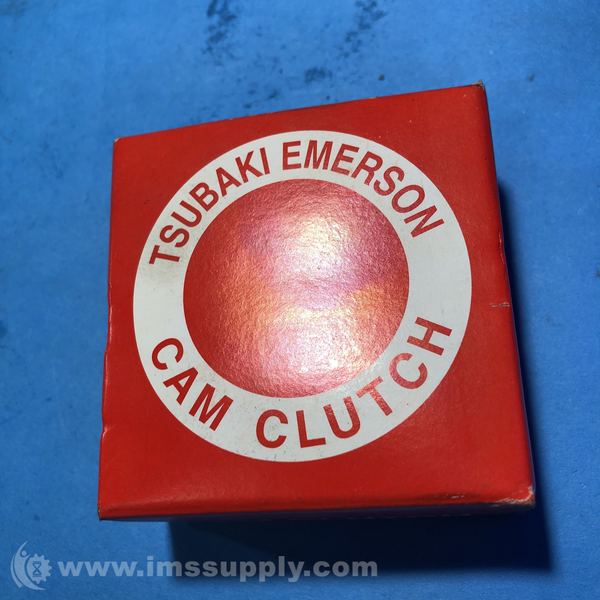 TSUBAKI EMERSON
CAM CLUTCH
www.imssupply.com